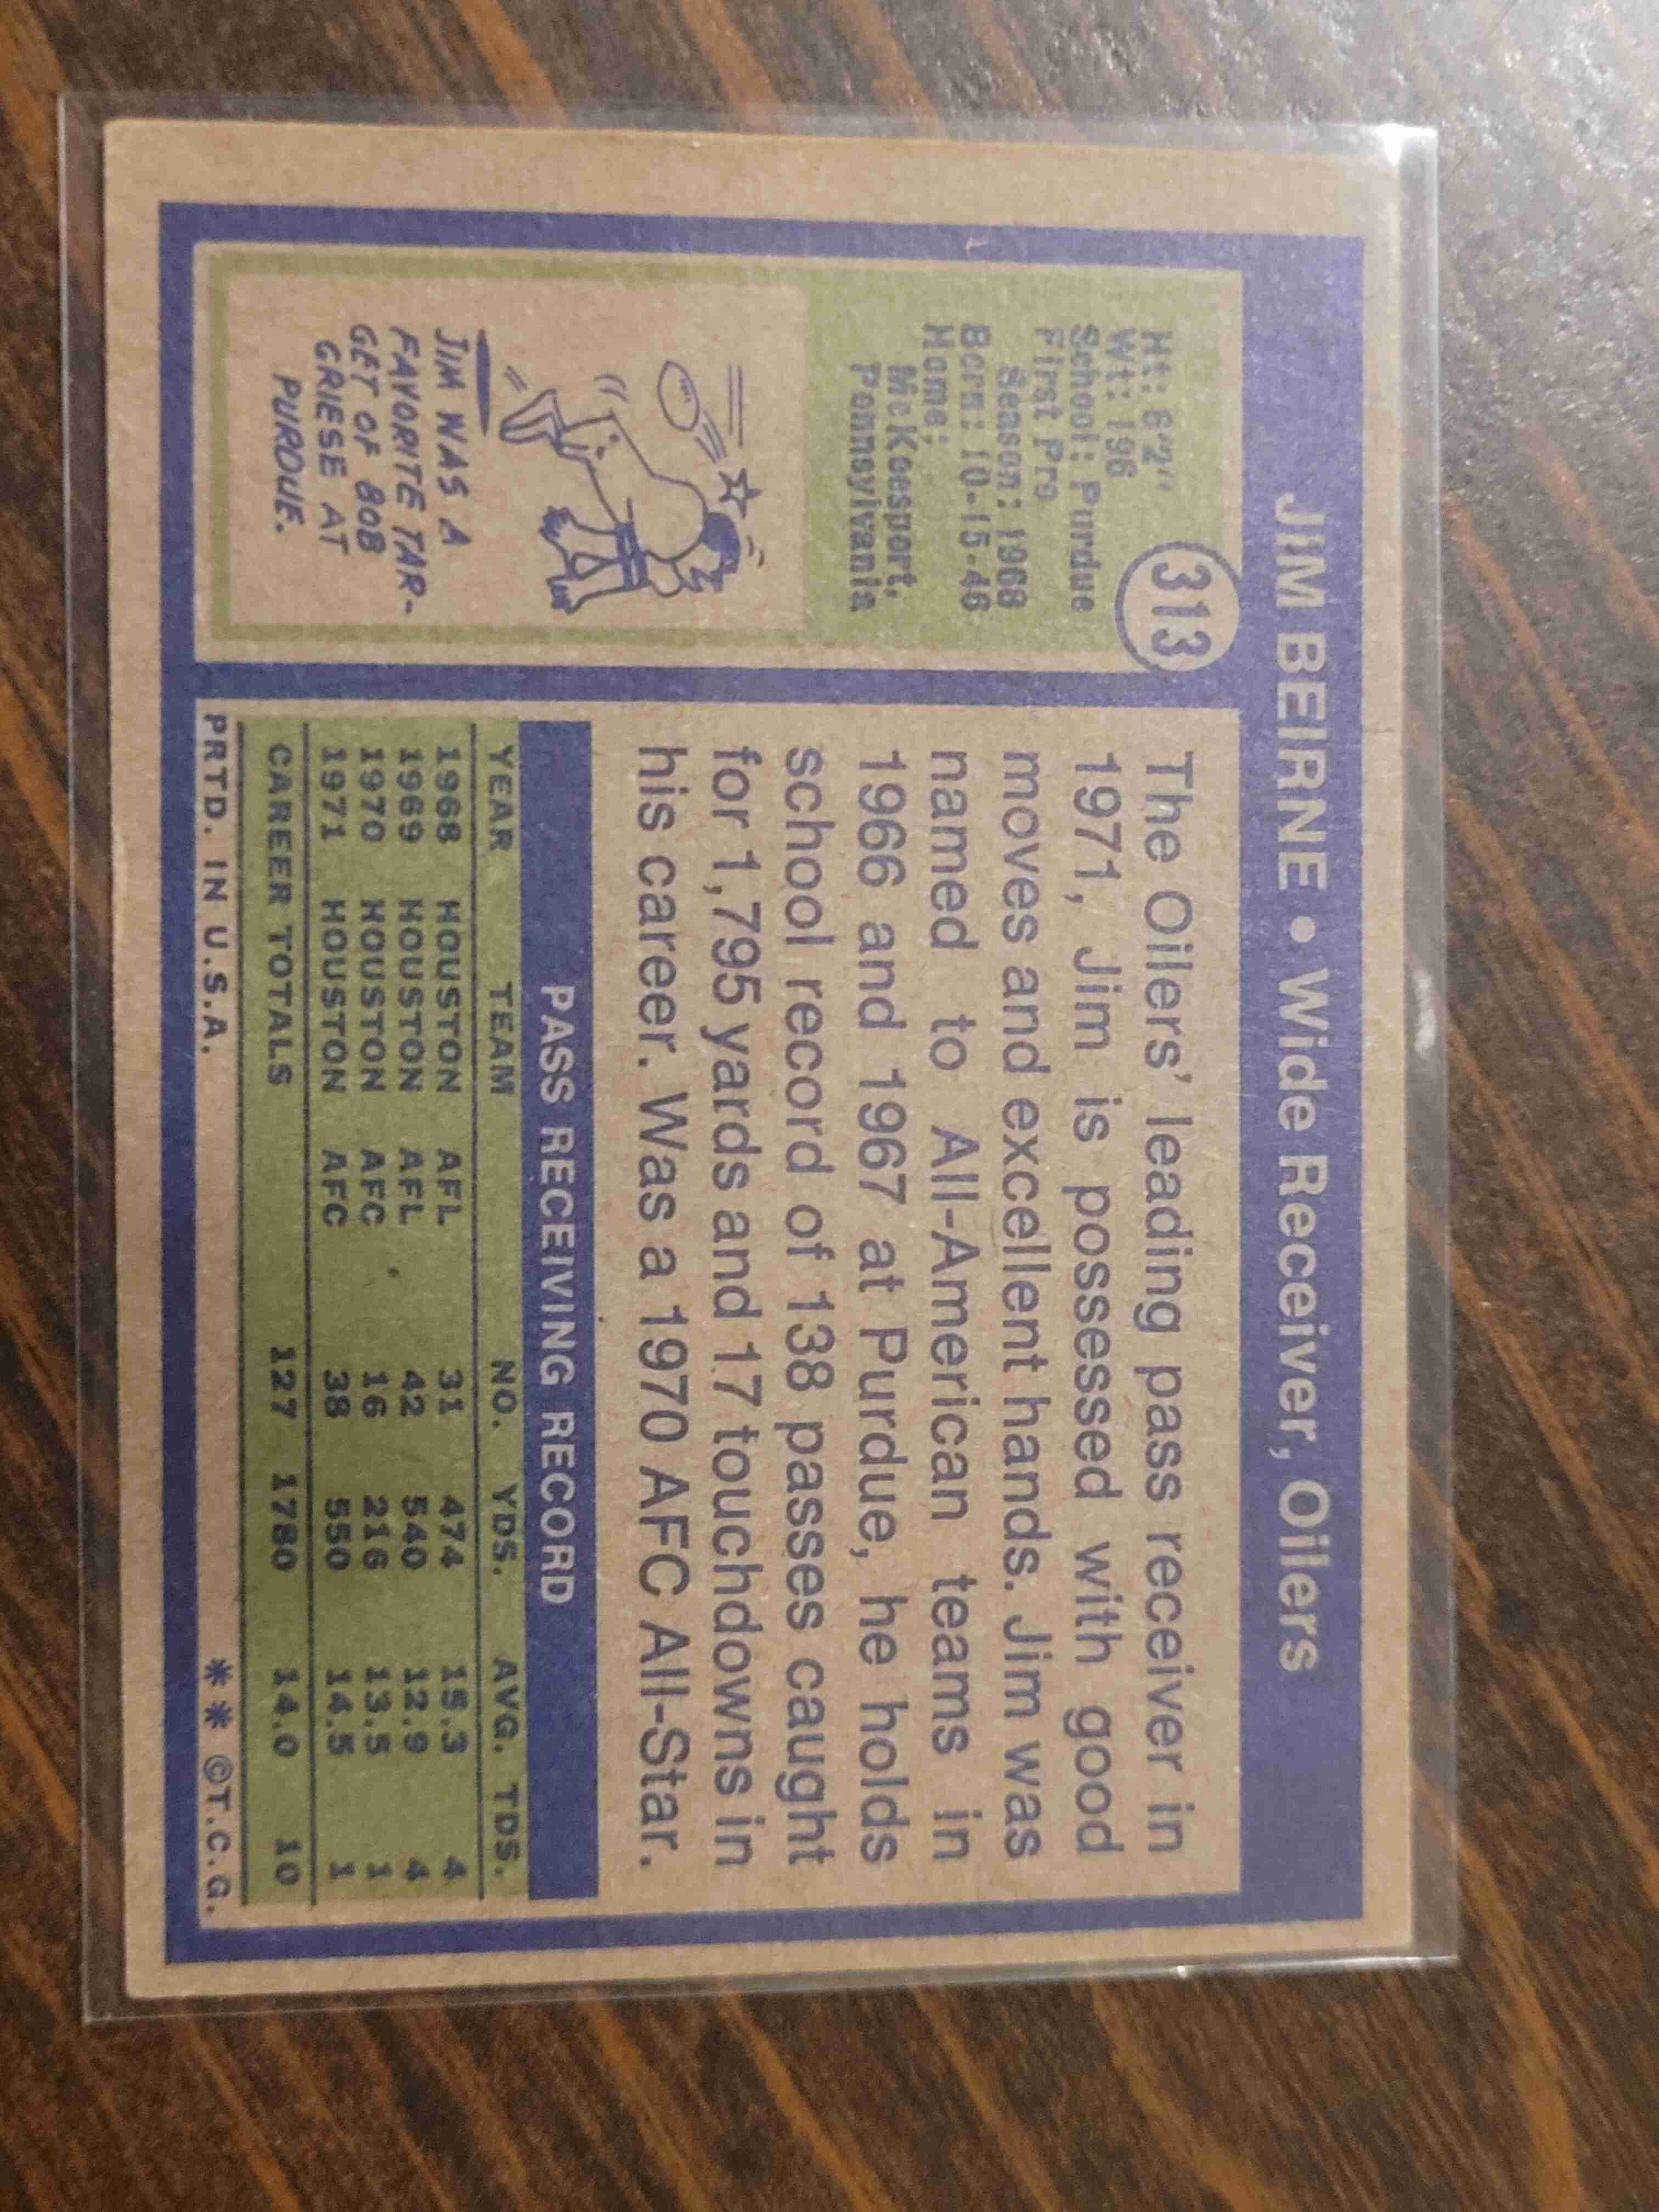 JIM BEIRNE • Wide Receiver, Oilers
313
Ht: 6'2"
Wt: 196
School: Purdue
First Pro
Season: 1968
Born: 10-15-46
Home:
McKeesport,
Pennsylvania
JIM WAS A
FAVORITE TAR-
GET OF BOB
GRIESE AT
PURDUE.
The Oilers' leading pass receiver in
1971, Jim is possessed with good
moves and excellent hands. Jim was
named to All-American teams in
1966 and 1967 at Purdue, he holds
school record of 138 passes caught
for 1,795 yards and 17 touchdowns in
his career. Was a 1970 AFC All-Star.
PASS RECEIVING RECORD
YEAR TEAM NO. YDS. AVG. TDS.
1968 HOUSTON AFL 31 474 15.3 4
1969 HOUSTON AFL 42 540 12.9 4
1970 HOUSTON AFC 16 216 13.5 1
1971 HOUSTON AFC 38 550 14.5 1
CAREER TOTALS 127 1780 14.0 10
PRTD. IN U.S.A. ** ©T.C.G.